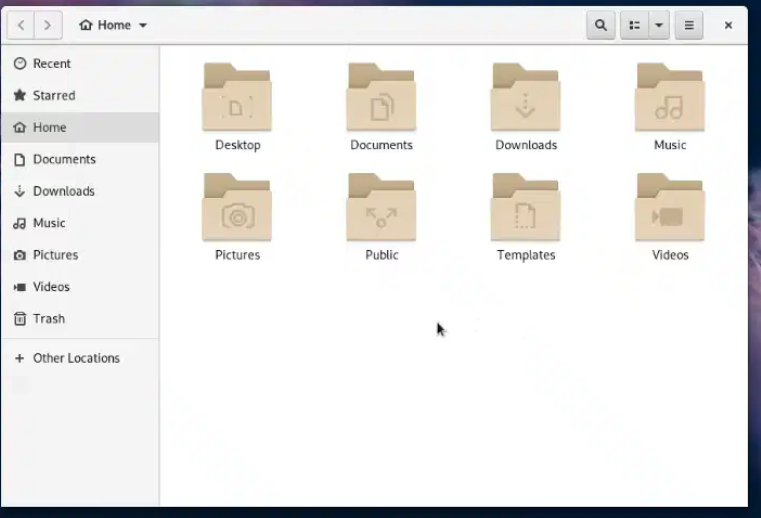 Home
Recent
Starred
Home
Documents
Downloads
Music
Pictures
Videos
Trash
Other Locations
Desktop Documents Downloads Music
Pictures Public Templates Videos